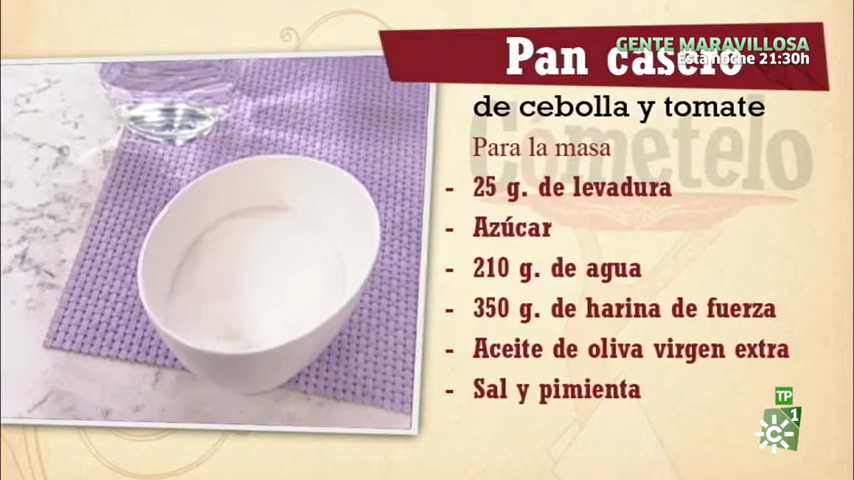 GENTE MARAVILLOSA
Esta noche 21:30h
Pan casero
de cebolla y tomate
Cómetelo
Para la masa
- 25 g. de levadura
- Azúcar
- 210 g. de agua
- 350 g. de harina de fuerza
- Aceite de oliva virgen extra
- Sal y pimienta
TP
1